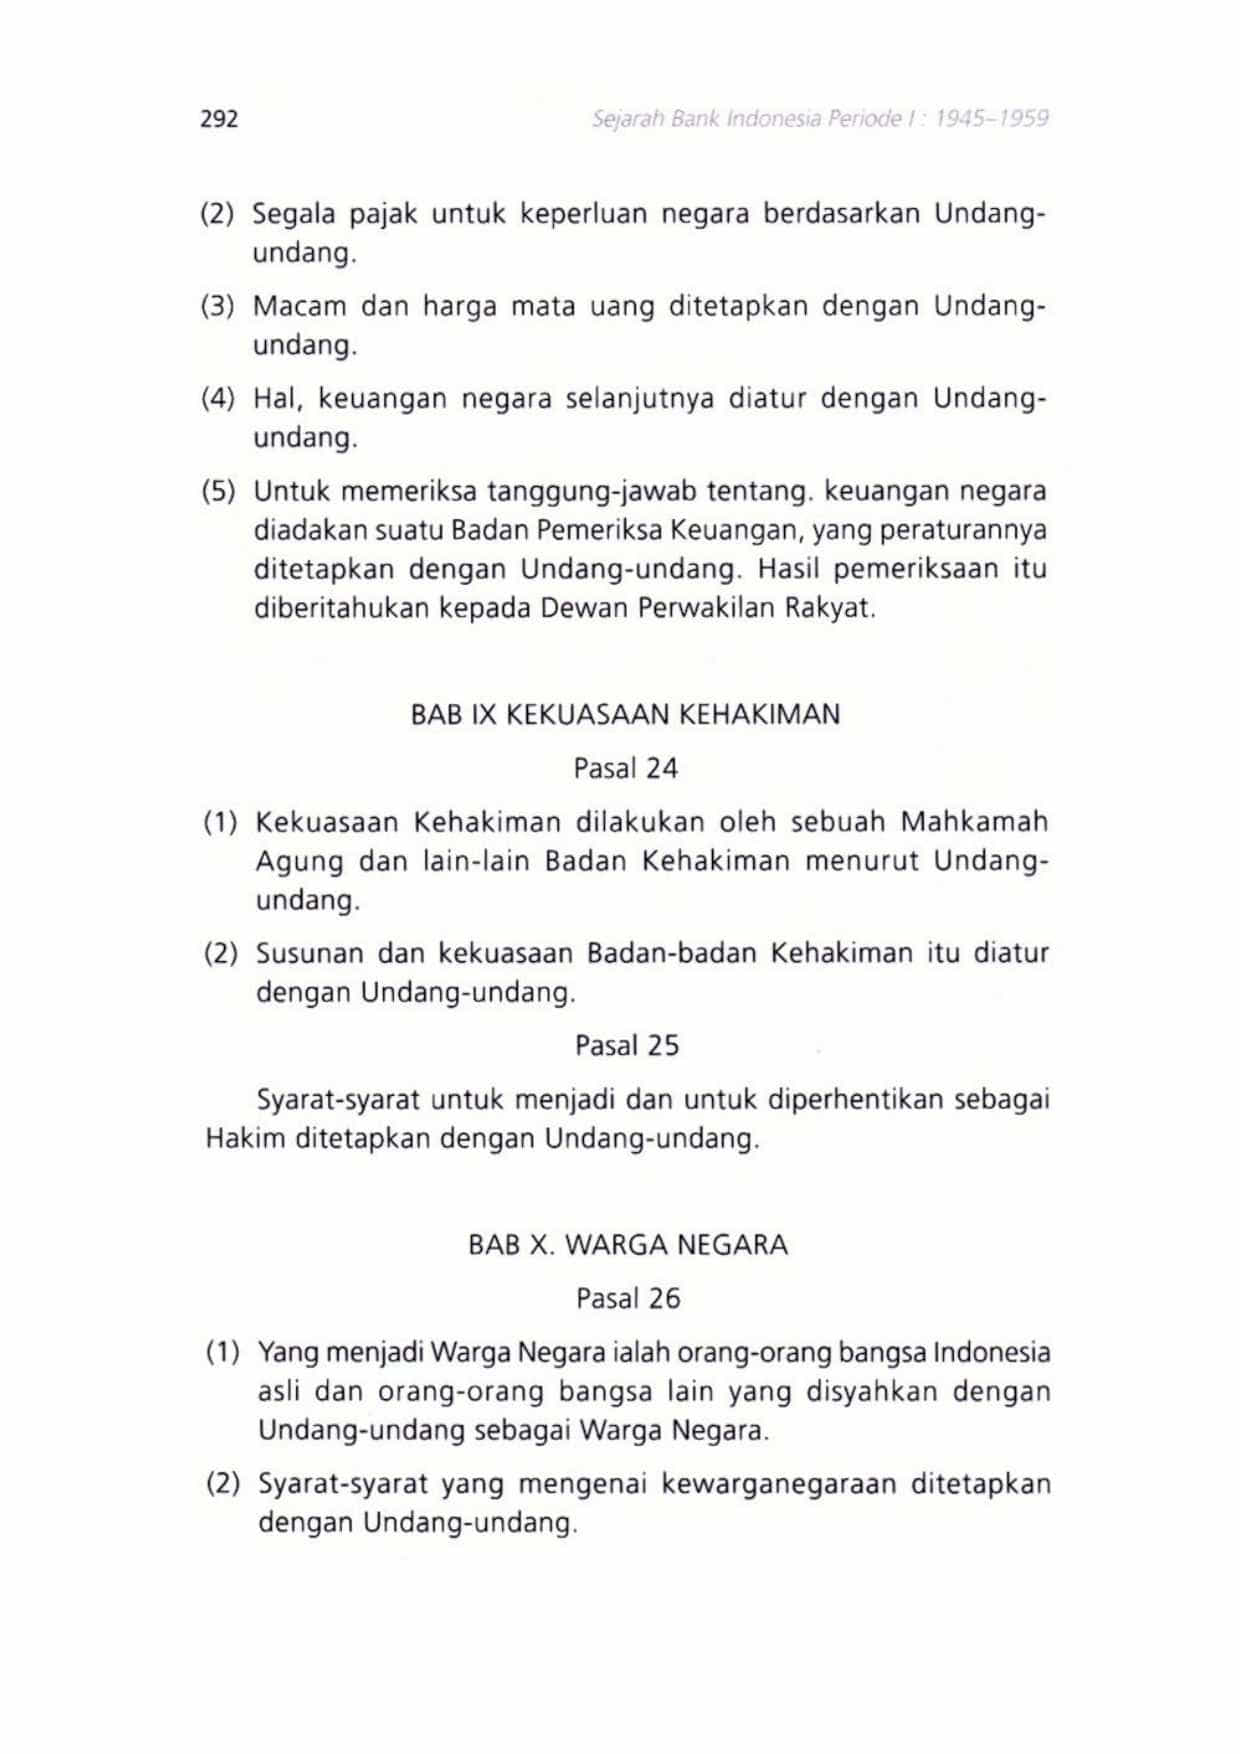 292
Sejarah Bank Indonesia Periode I : 1945–1959
(2) Segala pajak untuk keperluan negara berdasarkan Undang-
undang.
(3) Macam dan harga mata uang ditetapkan dengan Undang-
undang.
(4) Hal, keuangan negara selanjutnya diatur dengan Undang-
undang.
(5) Untuk memeriksa tanggung-jawab tentang. keuangan negara
diadakan suatu Badan Pemeriksa Keuangan, yang peraturannya
ditetapkan dengan Undang-undang. Hasil pemeriksaan itu
diberitahukan kepada Dewan Perwakilan Rakyat.
BAB IX KEKUASAAN KEHAKIMAN
Pasal 24
(1) Kekuasaan Kehakiman dilakukan oleh sebuah Mahkamah
Agung dan lain-lain Badan Kehakiman menurut Undang-
undang.
(2) Susunan dan kekuasaan Badan-badan Kehakiman itu diatur
dengan Undang-undang.
Pasal 25
Syarat-syarat untuk menjadi dan untuk diperhentikan sebagai
Hakim ditetapkan dengan Undang-undang.
BAB X. WARGA NEGARA
Pasal 26
(1) Yang menjadi Warga Negara ialah orang-orang bangsa Indonesia
asli dan orang-orang bangsa lain yang disyahkan dengan
Undang-undang sebagai Warga Negara.
(2) Syarat-syarat yang mengenai kewarganegaraan ditetapkan
dengan Undang-undang.